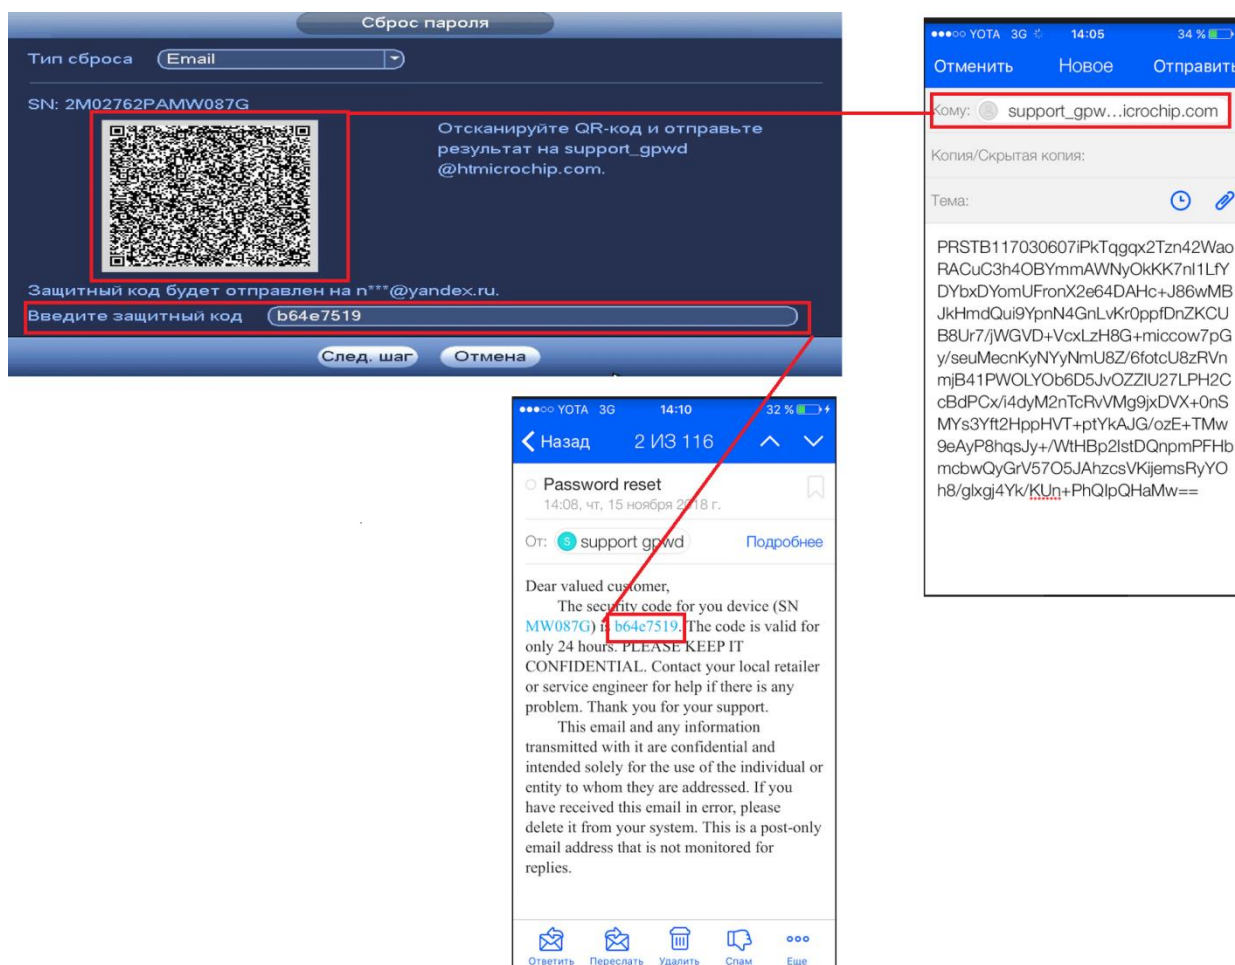 Сброс пароля
Тип сброса
Email
SN: 2M02762PAMW087G
Отсканируйте QR-код и отправьте
результат на support_gpwd
@htmicrochip.com.
Защитный код будет отправлен на n***@yandex.ru.
Введите защитный код
b64e7519
След. шаг
Отмена
YOTA 3G 14:05 34 %
Отменить Новое Отправить
Кому: support_gpw...icrochip.com
Копия/Скрытая копия:
Тема:
PRSTB117030607iPkTqgqx2Tzn42Wao
RACuC3h4OBYmmAWNyOkKK7nI1LfY
DYbxDYomUFronX2e64DAHc+J86wMB
JkHmdQui9YpnN4GnLvKr0ppfDnZKCU
B8Ur7/jWGVD+VcxLzH8G+miccow7pG
y/seuMecnKyNYyNmU8Z/6fotcU8zRVn
mjB41PWOLYOb6D5JvOZZIU27LPH2C
cBdPCx/i4dyM2nTcRvVMg9jxDVX+0nS
MYs3Yft2HppHVT+ptYkAJG/ozE+TMw
9eAyP8hqsJy+/WtHBp2IstDQnpmPFHb
mcbwQyGrV57O5JAhzcsVKijemsRyYO
h8/glxgj4Yk/KUn+PhQIpQHaMw==
YOTA 3G 14:10 32 %
Назад 2 ИЗ 116
Password reset
14:08, чт, 15 ноября 2018 г.
От: S support gpwd Подробнее
Dear valued customer,
The security code for you device (SN
MW087G) is b64e7519. The code is valid for
only 24 hours. PLEASE KEEP IT
CONFIDENTIAL. Contact your local retailer
or service engineer for help if there is any
problem. Thank you for your support.
This email and any information
transmitted with it are confidential and
intended solely for the use of the individual or
entity to whom they are addressed. If you
have received this email in error, please
delete it from your system. This is a post-only
email address that is not monitored for
replies.
Ответить Переслать Удалить Спам Еще